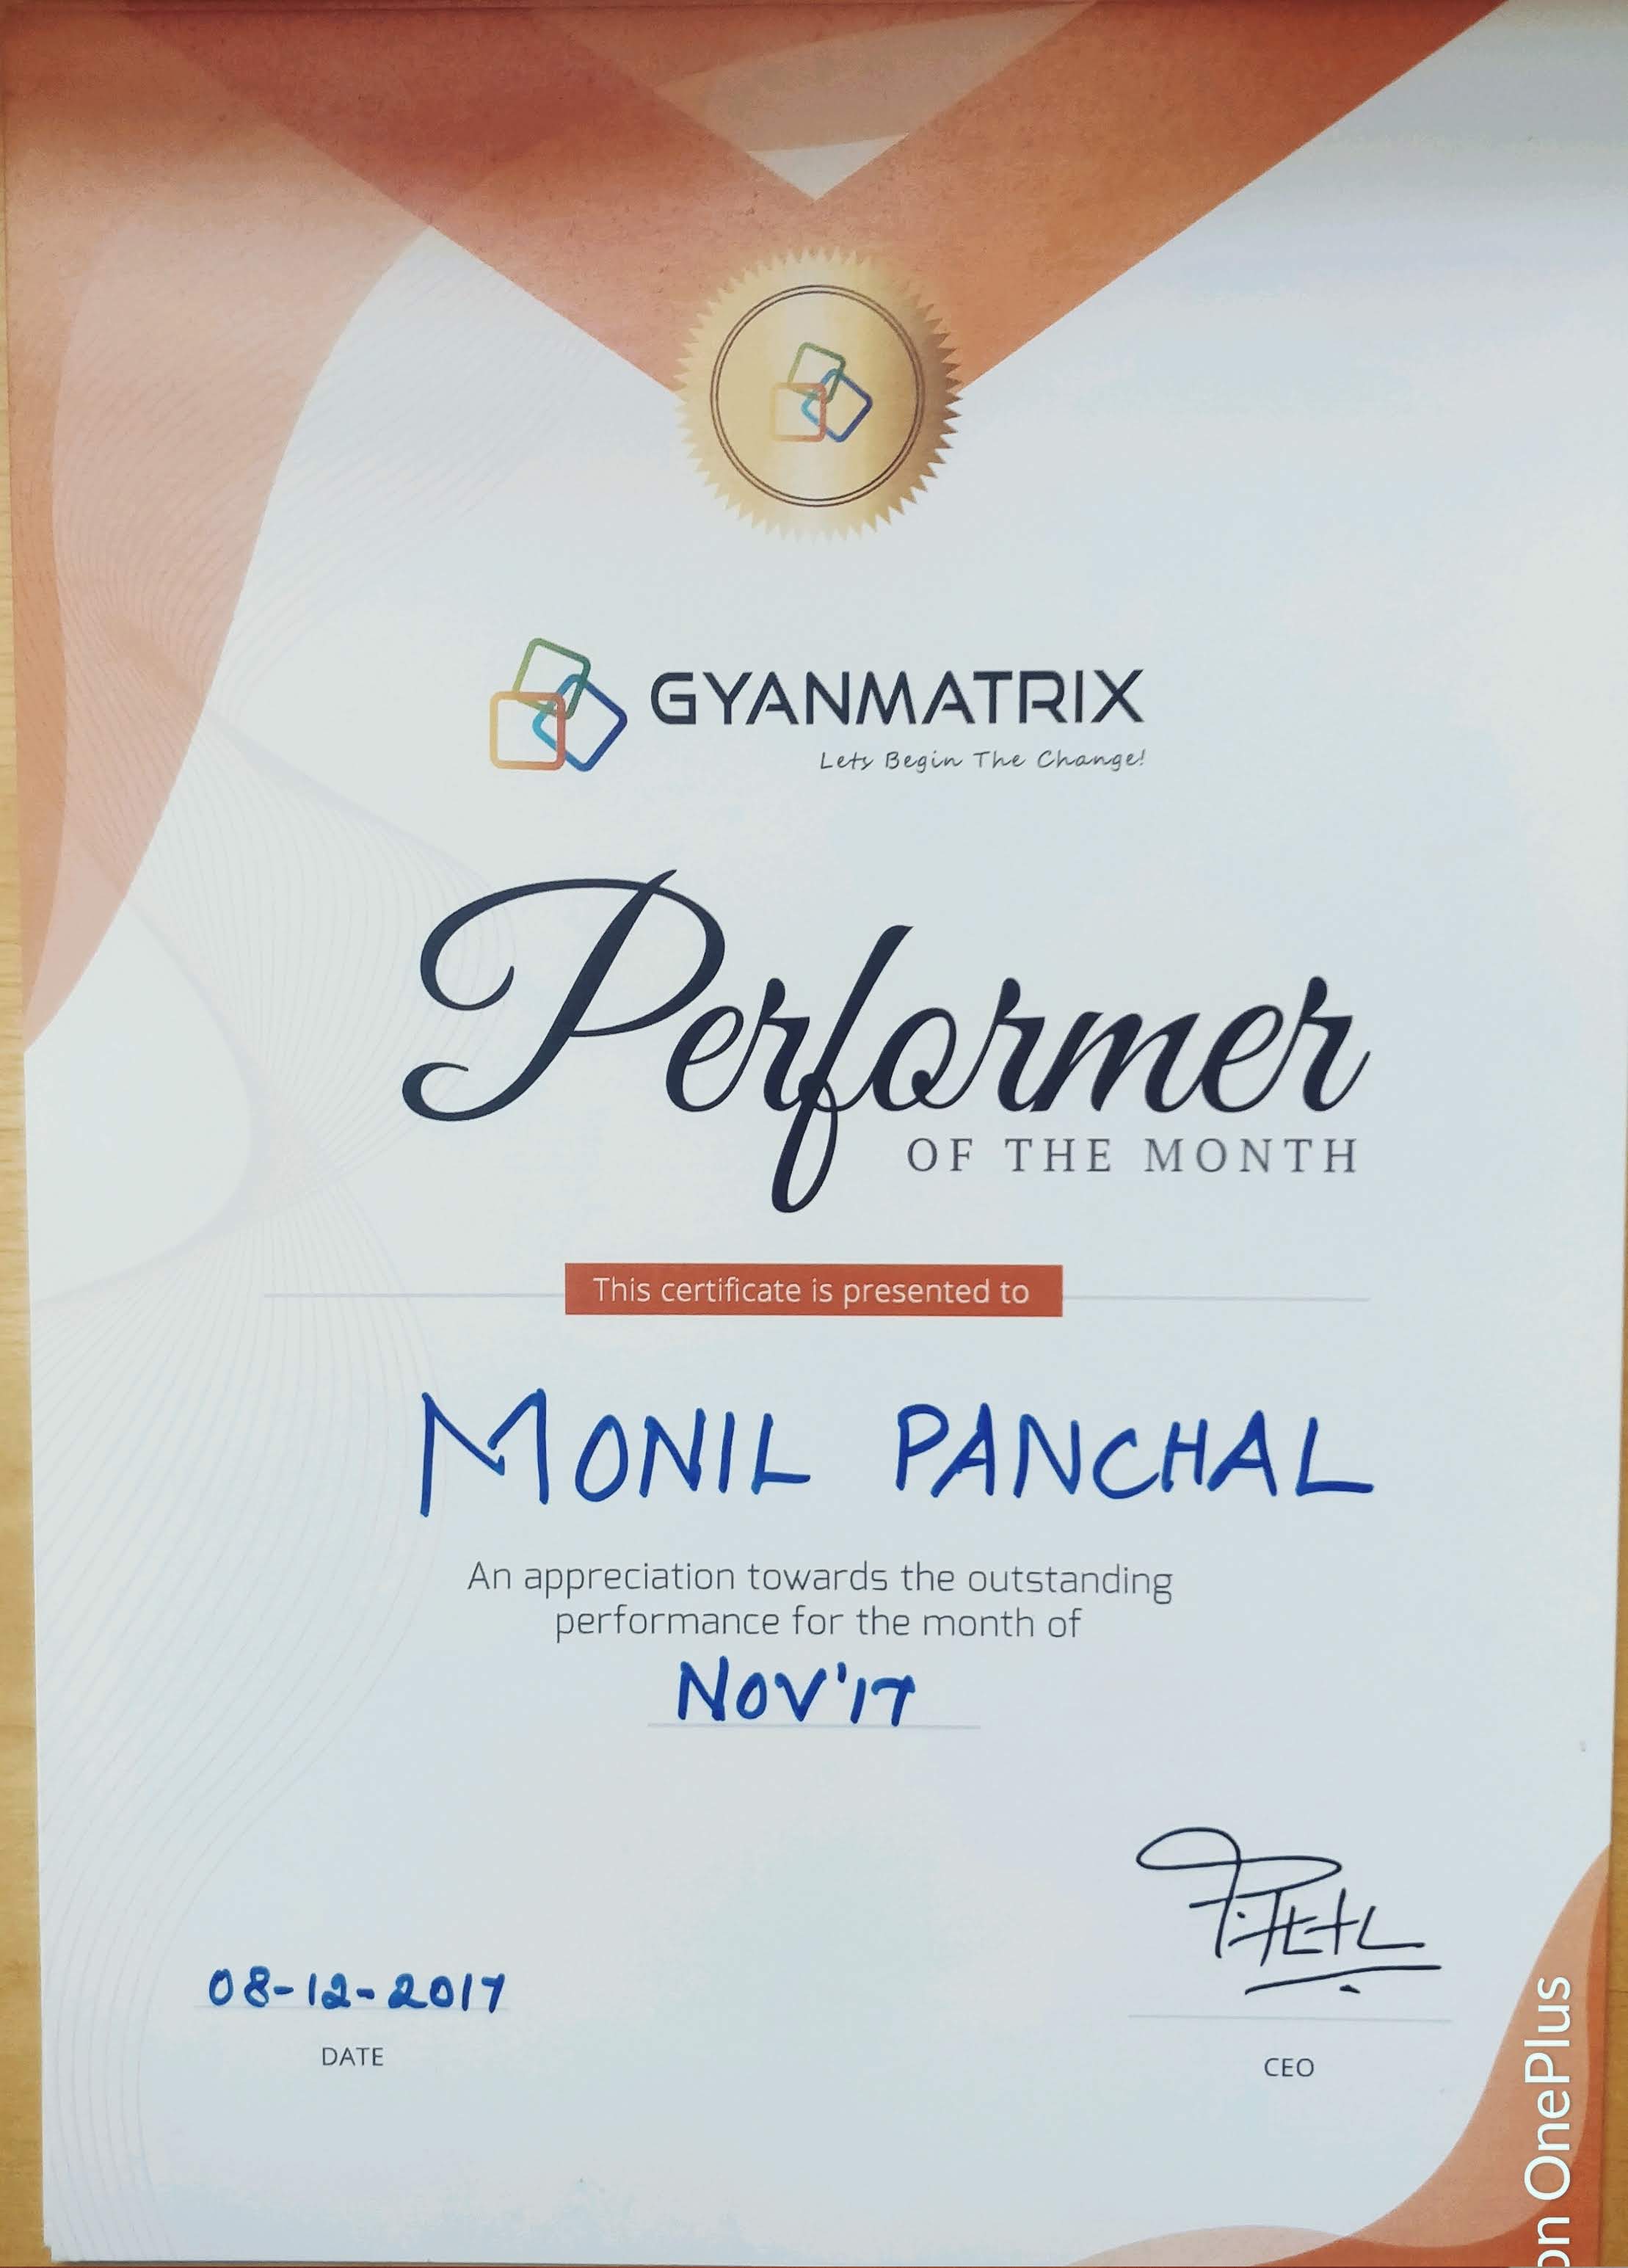 GYANMATRIX
Lets Begin The Change!
Performer
OF THE MONTH
This certificate is presented to
MONIL PANCHAL
An appreciation towards the outstanding
performance for the month of
NOV'17
08-12-2017
DATE
CEO
on OnePlus